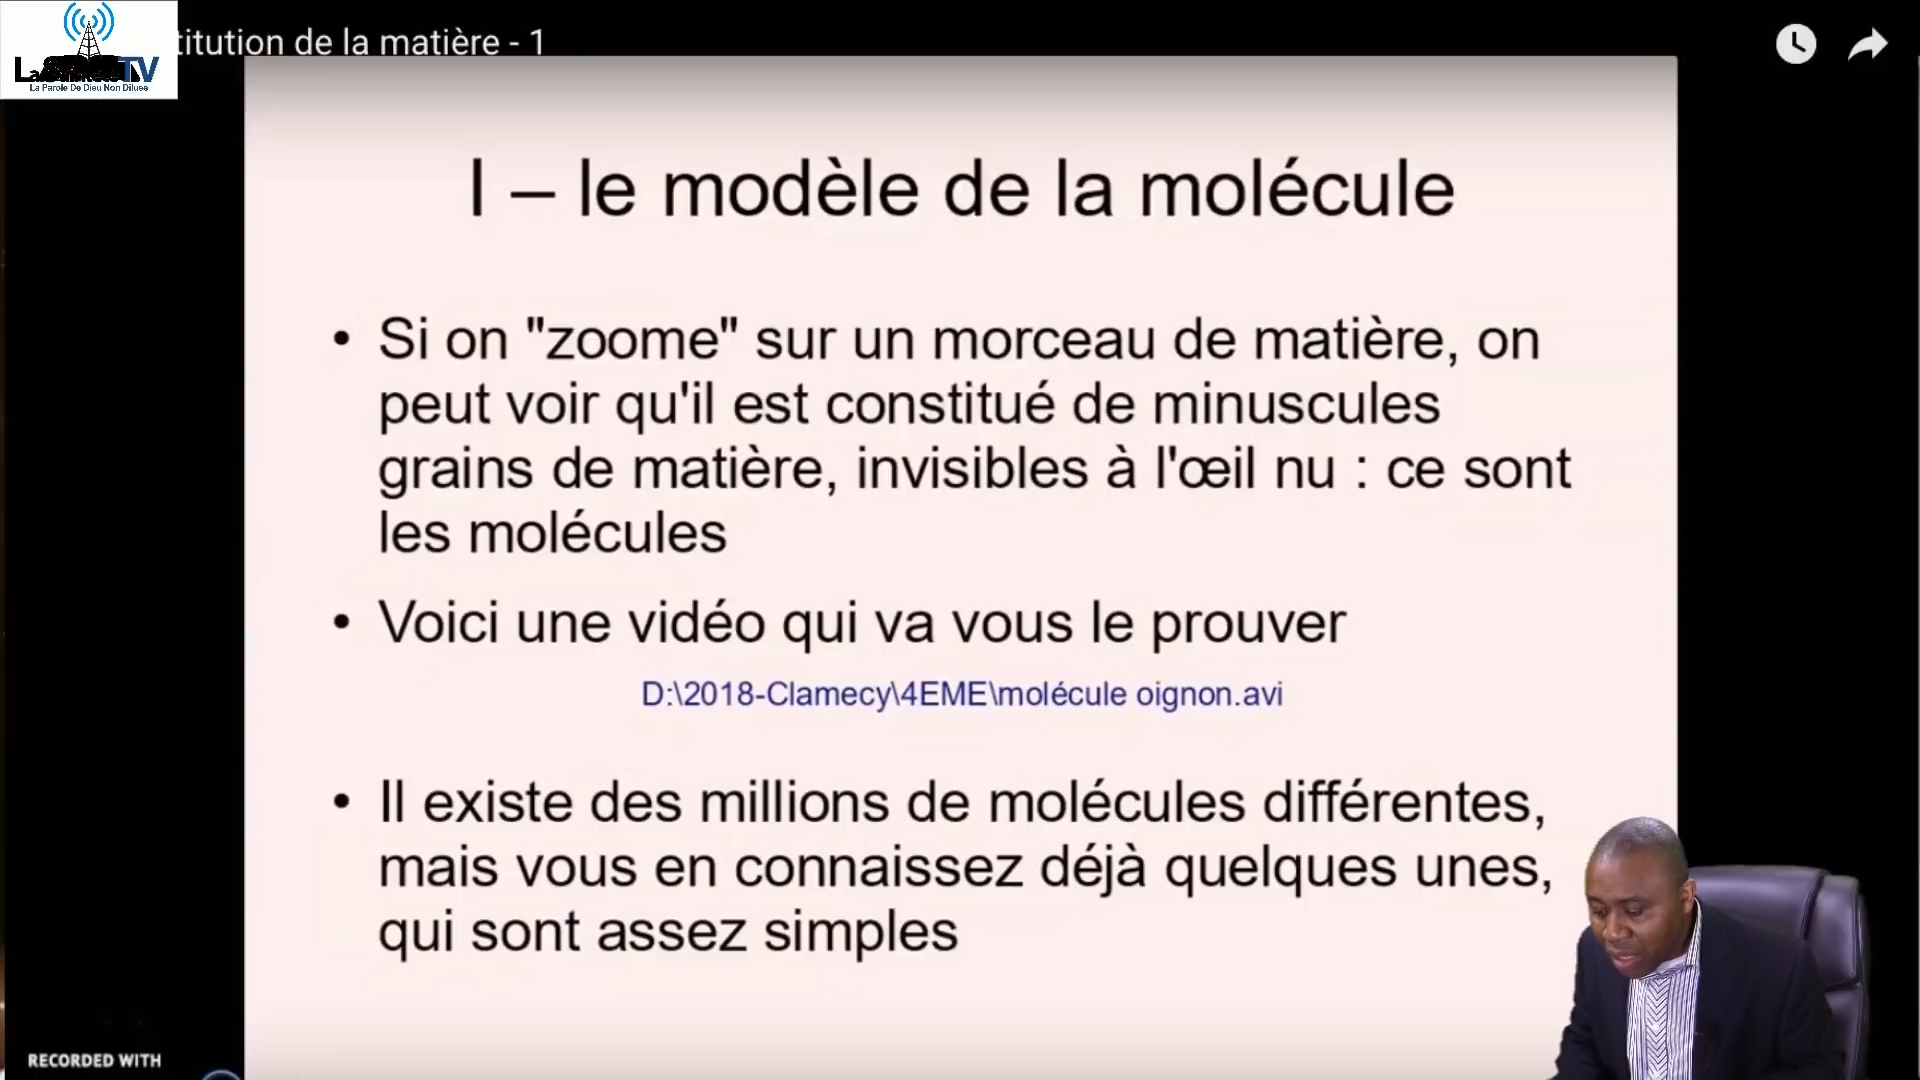 titution de la matière - 1
TV
La Parole De Dieu Non Diluée
I – le modèle de la molécule
• Si on "zoome" sur un morceau de matière, on
peut voir qu'il est constitué de minuscules
grains de matière, invisibles à l'œil nu : ce sont
les molécules
• Voici une vidéo qui va vous le prouver
D:\2018-Clamecy\4EME\molécule oignon.avi
• Il existe des millions de molécules différentes,
mais vous en connaissez déjà quelques unes,
qui sont assez simples
RECORDED WITH